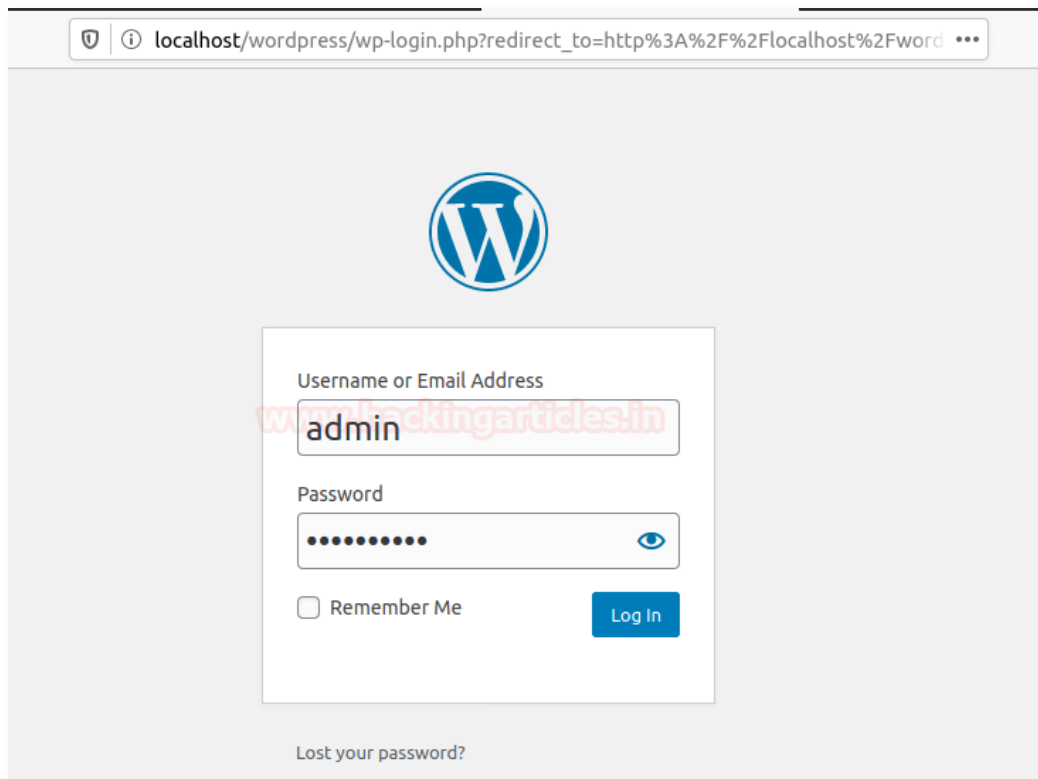 localhost/wordpress/wp-login.php?redirect_to=http%3A%2F%2Flocalhost%2Fword •••
W
Username or Email Address
www.hackingarticles.in
admin
Password
••••••••••
Remember Me
Log In
Lost your password?